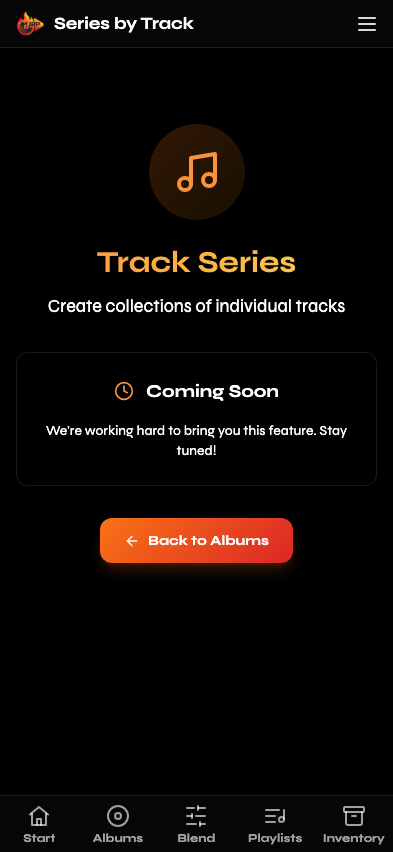 Series by Track
Track Series
Create collections of individual tracks
Coming Soon
We're working hard to bring you this feature. Stay
tuned!
Back to Albums
Start
Albums
Blend
Playlists
Inventory